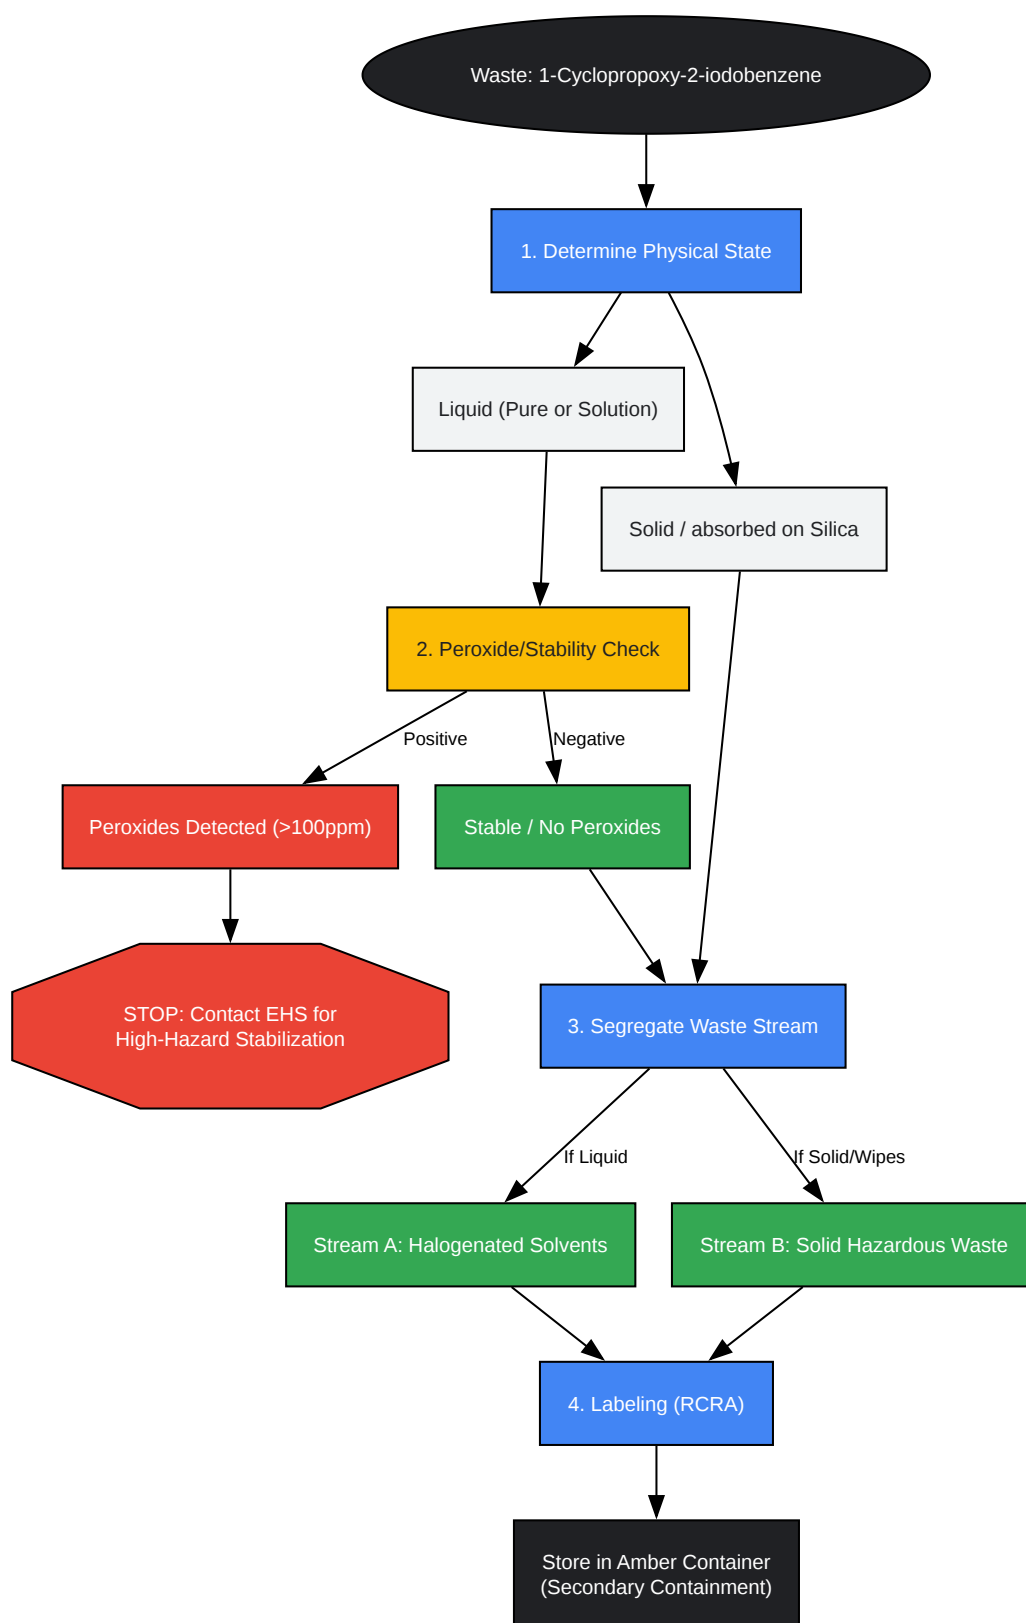 Waste: 1-Cyclopropoxy-2-iodobenzene
1. Determine Physical State
Liquid (Pure or Solution)
Solid / absorbed on Silica
2. Peroxide/Stability Check
Positive
Negative
Peroxides Detected (>100ppm)
Stable / No Peroxides
STOP: Contact EHS for
High-Hazard Stabilization
3. Segregate Waste Stream
If Liquid
If Solid/Wipes
Stream A: Halogenated Solvents
Stream B: Solid Hazardous Waste
4. Labeling (RCRA)
Store in Amber Container
(Secondary Containment)